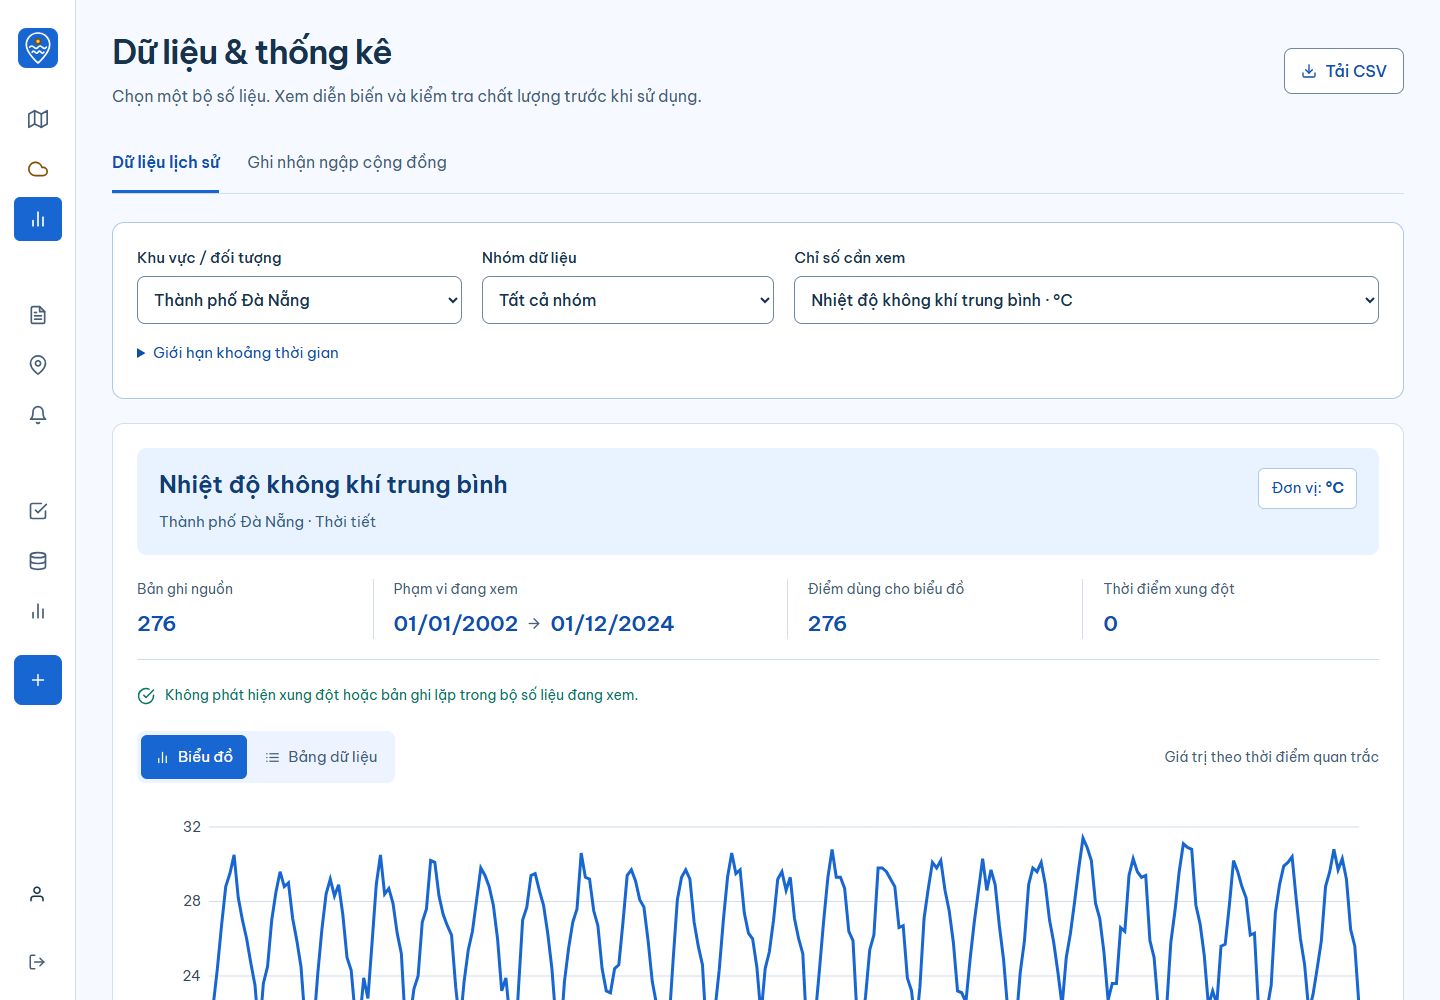 Dữ liệu & thống kê
Chọn một bộ số liệu. Xem diễn biến và kiểm tra chất lượng trước khi sử dụng.
Tải CSV
Dữ liệu lịch sử
Ghi nhận ngập cộng đồng
Khu vực / đối tượng
Nhóm dữ liệu
Chỉ số cần xem
Thành phố Đà Nẵng
Tất cả nhóm
Nhiệt độ không khí trung bình · °C
Giới hạn khoảng thời gian
Nhiệt độ không khí trung bình
Thành phố Đà Nẵng · Thời tiết
Đơn vị: °C
Bản ghi nguồn
276
Phạm vi đang xem
01/01/2002 → 01/12/2024
Điểm dùng cho biểu đồ
276
Thời điểm xung đột
0
Không phát hiện xung đột hoặc bản ghi lặp trong bộ số liệu đang xem.
Biểu đồ
Bảng dữ liệu
Giá trị theo thời điểm quan trắc
32
28
24